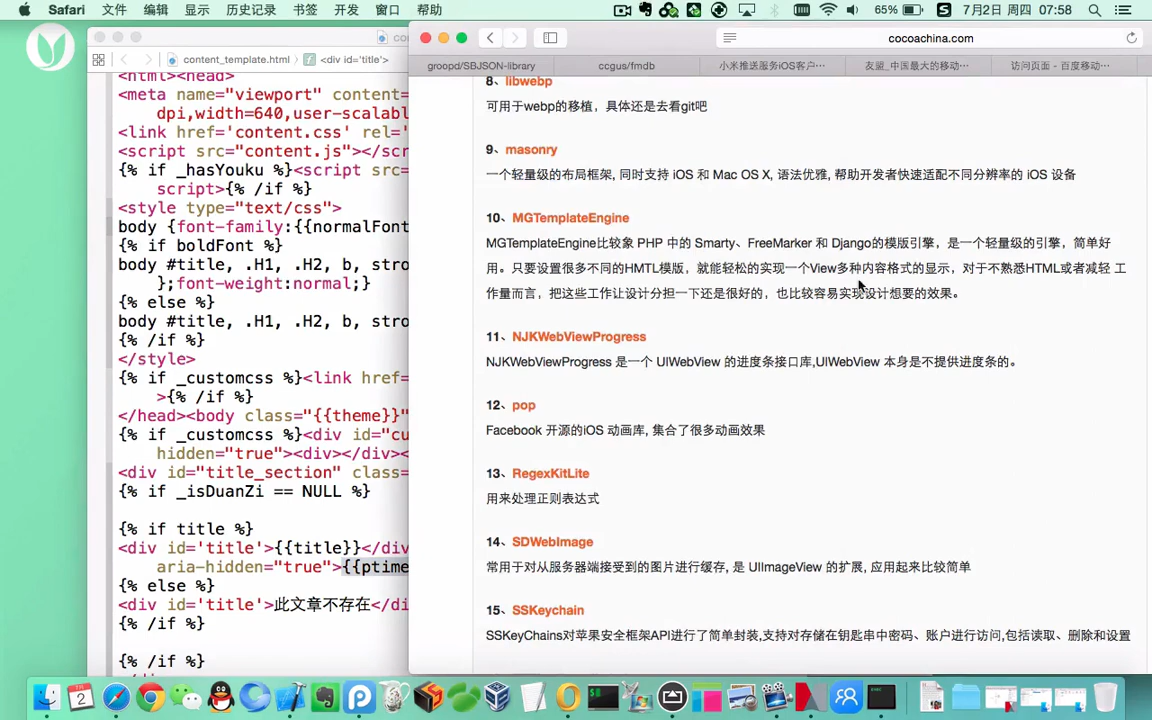 Safari 文件 编辑 显示 历史记录 书签 开发 窗口 帮助 65% 7月2日 周四 07:58
content_template.html <div id='title'>
<html><head>
<meta name="viewport" content=
dpi,width=640,user-scalabl
<link href='content.css' rel=
<script src="content.js"></sc
{% if _hasYouku %}<script src=
script>{% /if %}
<style type="text/css">
body {font-family:{{normalFont
{% if boldFont %}
body #title, .H1, .H2, b, stro
};font-weight:normal;}
{% else %}
body #title, .H1, .H2, b, stro
{% /if %}
</style>
{% if _customcss %}<link href=
>{% /if %}
</head><body class="{{theme}}"
{% if _customcss %}<div id="cu
hidden="true"><div></div><
<div id="title_section" class=
{% if _isDuanZi == NULL %}
{% if title %}
<div id='title'>{{title}}</div
aria-hidden="true">{{ptime
{% else %}
<div id='title'>此文章不存在</di
{% /if %}
{% /if %}
cocoachina.com
groopd/SBJSON-library ccgus/fmdb 小米推送服务iOS客户… 友盟_中国最大的移动… 访问页面 - 百度移动…
8、libwebp
可用于webp的移植，具体还是去看git吧
9、masonry
一个轻量级的布局框架, 同时支持 iOS 和 Mac OS X, 语法优雅, 帮助开发者快速适配不同分辨率的 iOS 设备
10、MGTemplateEngine
MGTemplateEngine比较象 PHP 中的 Smarty、FreeMarker 和 Django的模版引擎，是一个轻量级的引擎，简单好
用。只要设置很多不同的HMTL模版，就能轻松的实现一个View多种内容格式的显示，对于不熟悉HTML或者减轻 工
作量而言，把这些工作让设计分担一下还是很好的，也比较容易实现设计想要的效果。
11、NJKWebViewProgress
NJKWebViewProgress 是一个 UIWebView 的进度条接口库,UIWebView 本身是不提供进度条的。
12、pop
Facebook 开源的iOS 动画库, 集合了很多动画效果
13、RegexKitLite
用来处理正则表达式
14、SDWebImage
常用于对从服务器端接受到的图片进行缓存, 是 UIImageView 的扩展, 应用起来比较简单
15、SSKeychain
SSKeyChains对苹果安全框架API进行了简单封装,支持对存储在钥匙串中密码、账户进行访问,包括读取、删除和设置